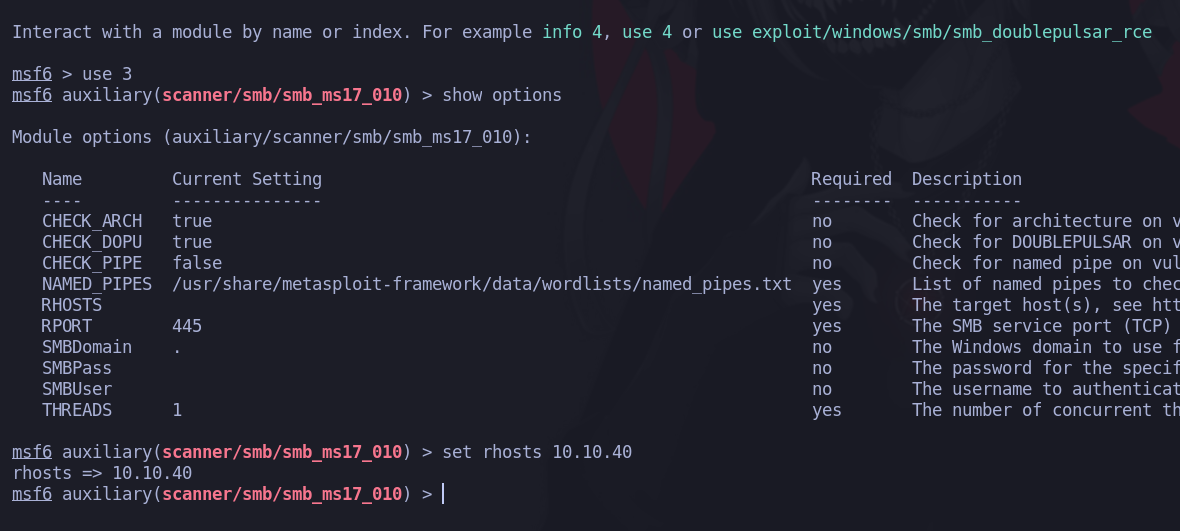 Interact with a module by name or index. For example info 4, use 4 or use exploit/windows/smb/smb_doublepulsar_rce
msf6 > use 3
msf6 auxiliary(scanner/smb/smb_ms17_010) > show options
Module options (auxiliary/scanner/smb/smb_ms17_010):
Name Current Setting Required Description
---- --------------- -------- -----------
CHECK_ARCH true no Check for architecture on v
CHECK_DOPU true no Check for DOUBLEPULSAR on v
CHECK_PIPE false no Check for named pipe on vul
NAMED_PIPES /usr/share/metasploit-framework/data/wordlists/named_pipes.txt yes List of named pipes to chec
RHOSTS yes The target host(s), see htt
RPORT 445 yes The SMB service port (TCP)
SMBDomain . no The Windows domain to use f
SMBPass no The password for the specif
SMBUser no The username to authenticat
THREADS 1 yes The number of concurrent th
msf6 auxiliary(scanner/smb/smb_ms17_010) > set rhosts 10.10.40
rhosts => 10.10.40
msf6 auxiliary(scanner/smb/smb_ms17_010) >